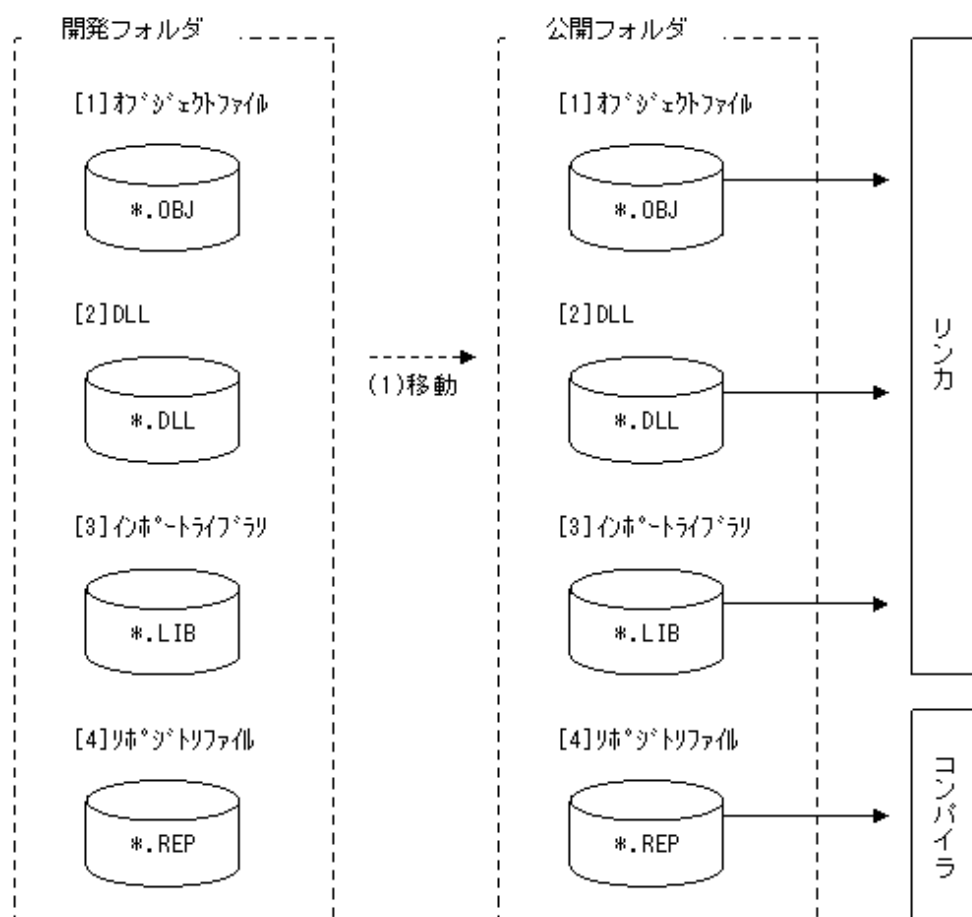 開発フォルダ
公開フォルダ
[1]オブジェクトファイル
[1]オブジェクトファイル
*.OBJ
*.OBJ
[2]DLL
[2]DLL
リンカ
(1)移動
*.DLL
*.DLL
[3]インポートライブラリ
[3]インポートライブラリ
*.LIB
*.LIB
[4]リポジトリファイル
[4]リポジトリファイル
コンパイラ
*.REP
*.REP